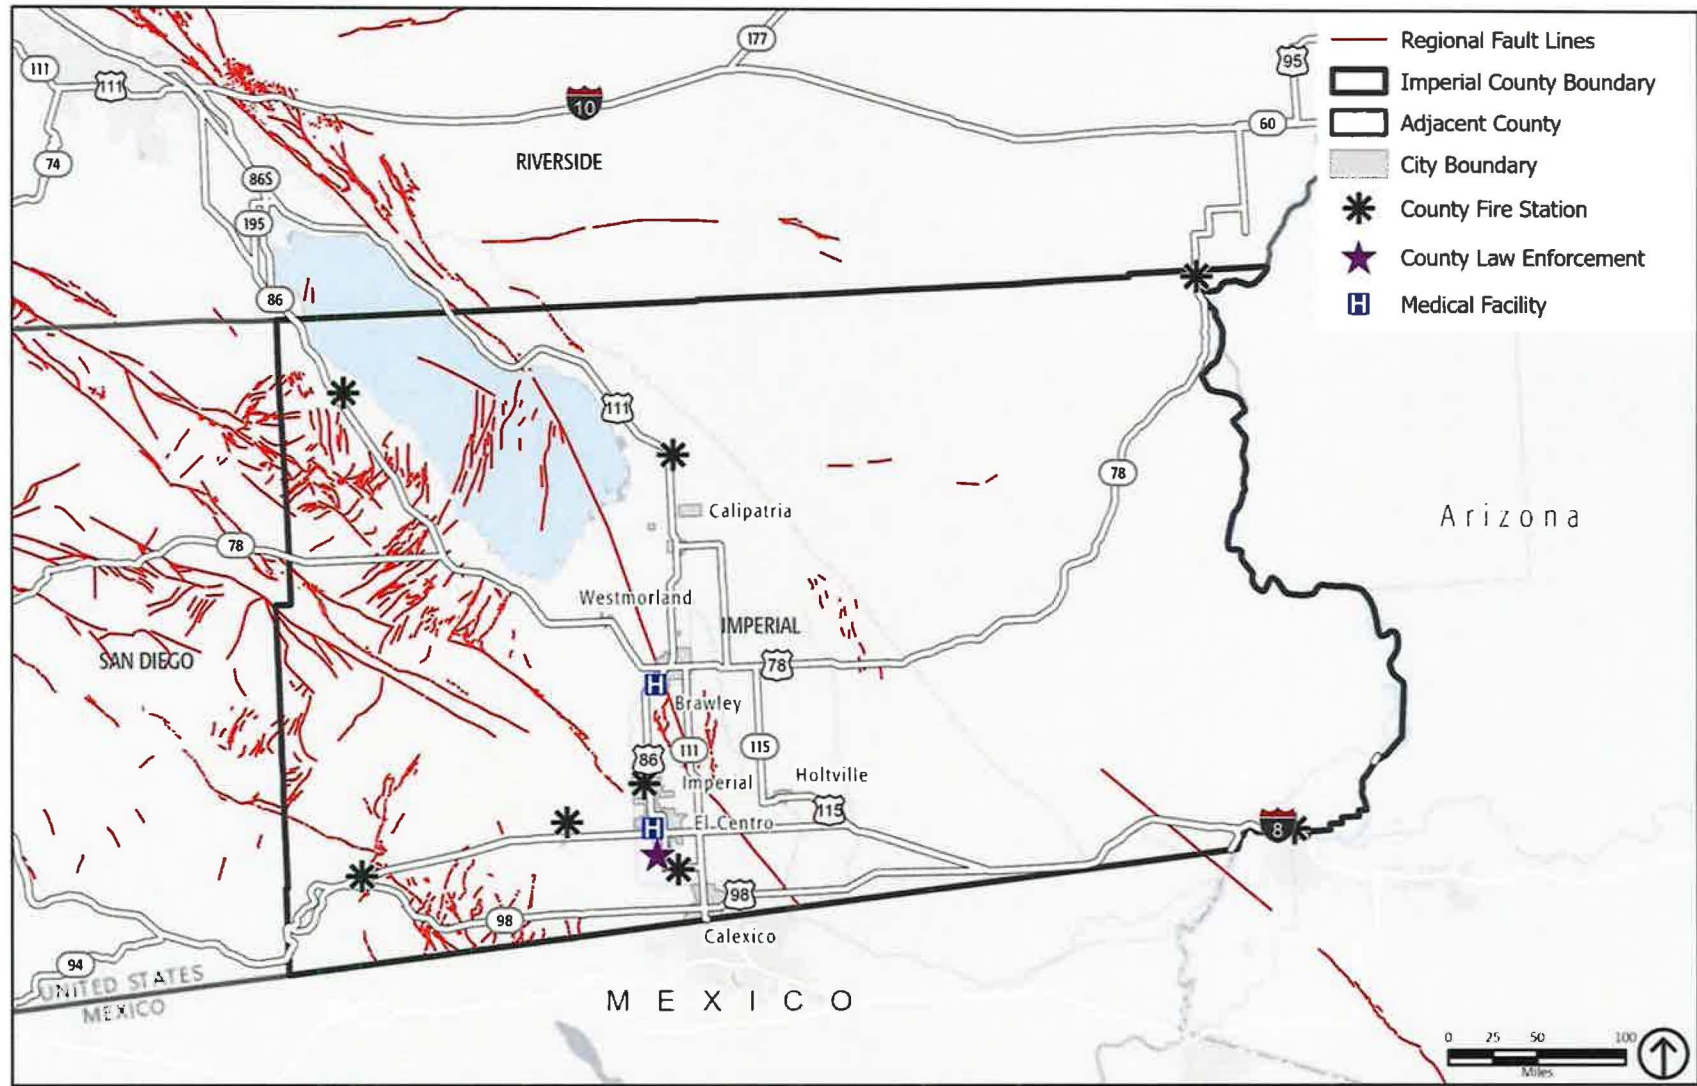 177
95
111
111
10
60
74
86S
195
86
RIVERSIDE
Regional Fault Lines
Imperial County Boundary
Adjacent County
City Boundary
County Fire Station
County Law Enforcement
H Medical Facility
111
78
Calipatria
Arizona
78
Westmorland
IMPERIAL
78
SAN DIEGO
H
Brawley
86
111
115
Imperial
Holtville
115
H
El Centro
8
98
98
Calexico
94
UNITED STATES
MEXICO
MEXICO
0 25 50 100
Miles